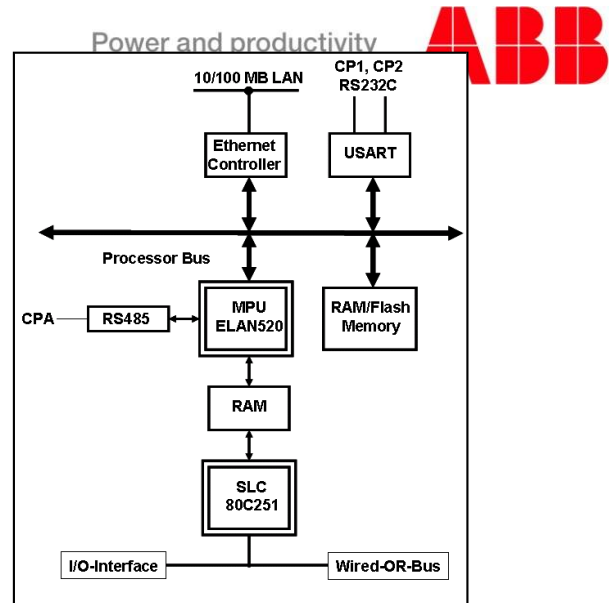 Power and productivity
ABB
10/100 MB LAN
CP1, CP2
RS232C
Ethernet
Controller
USART
Processor Bus
MPU
ELAN520
RAM/Flash
Memory
CPA
RS485
RAM
SLC
80C251
I/O-Interface
Wired-OR-Bus